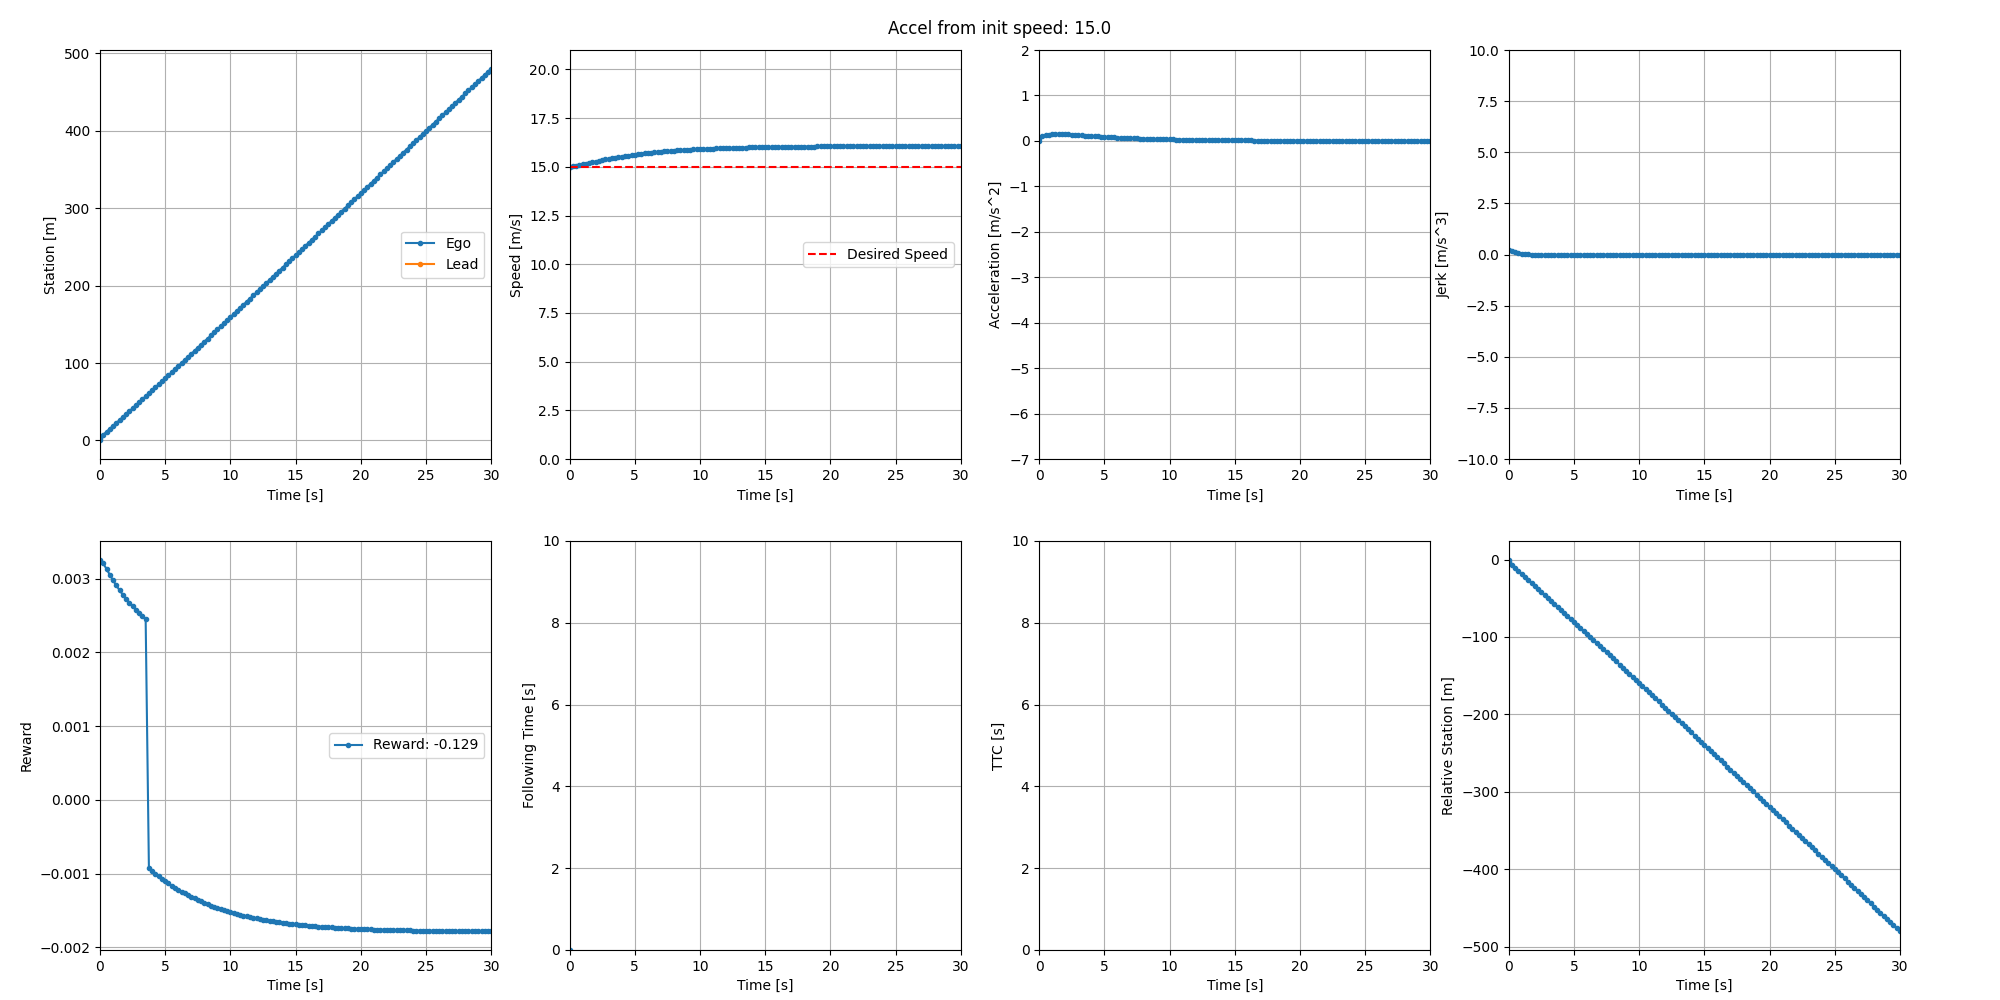 Accel from init speed: 15.0
500
400
300
200
100
0
Station [m]
Ego
Lead
0 5 10 15 20 25 30
Time [s]
20.0
17.5
15.0
12.5
10.0
7.5
5.0
2.5
0.0
Speed [m/s]
Desired Speed
0 5 10 15 20 25 30
Time [s]
2
1
0
−1
−2
−3
−4
−5
−6
−7
Acceleration [m/s^2]
0 5 10 15 20 25 30
Time [s]
10.0
7.5
5.0
2.5
0.0
−2.5
−5.0
−7.5
−10.0
Jerk [m/s^3]
0 5 10 15 20 25 30
Time [s]
0.003
0.002
0.001
0.000
−0.001
−0.002
Reward
Reward: -0.129
0 5 10 15 20 25 30
Time [s]
10
8
6
4
2
0
Following Time [s]
0 5 10 15 20 25 30
Time [s]
10
8
6
4
2
0
TTC [s]
0 5 10 15 20 25 30
Time [s]
0
−100
−200
−300
−400
−500
Relative Station [m]
0 5 10 15 20 25 30
Time [s]